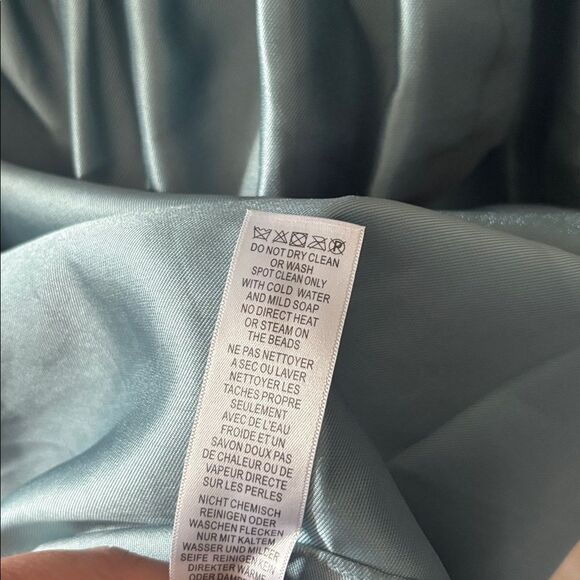 DO NOT DRY CLEAN
OR WASH
SPOT CLEAN ONLY
WITH COLD WATER
AND MILD SOAP
NO DIRECT HEAT
OR STEAM ON
THE BEADS
NE PAS NETTOYER
A SEC OU LAVER
NETTOYER LES
TACHES PROPRE
SEULEMENT
AVEC DE L'EAU
FROIDE ET UN
SAVON DOUX PAS
DE CHALEUR OU DE
VAPEUR DIRECTE
SUR LES PERLES
NICHT CHEMISCH
REINIGEN ODER
WASCHEN FLECKEN
NUR MIT KALTEM
WASSER UND MILDER
SEIFE REINIGEN KEIN
DIREKTER WÄRME
ODER